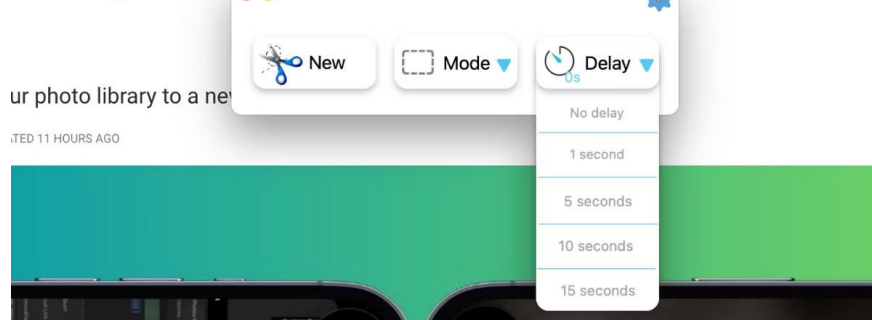 New
Mode
Delay
0s
ur photo library to a ne
TED 11 HOURS AGO
No delay
1 second
5 seconds
10 seconds
15 seconds